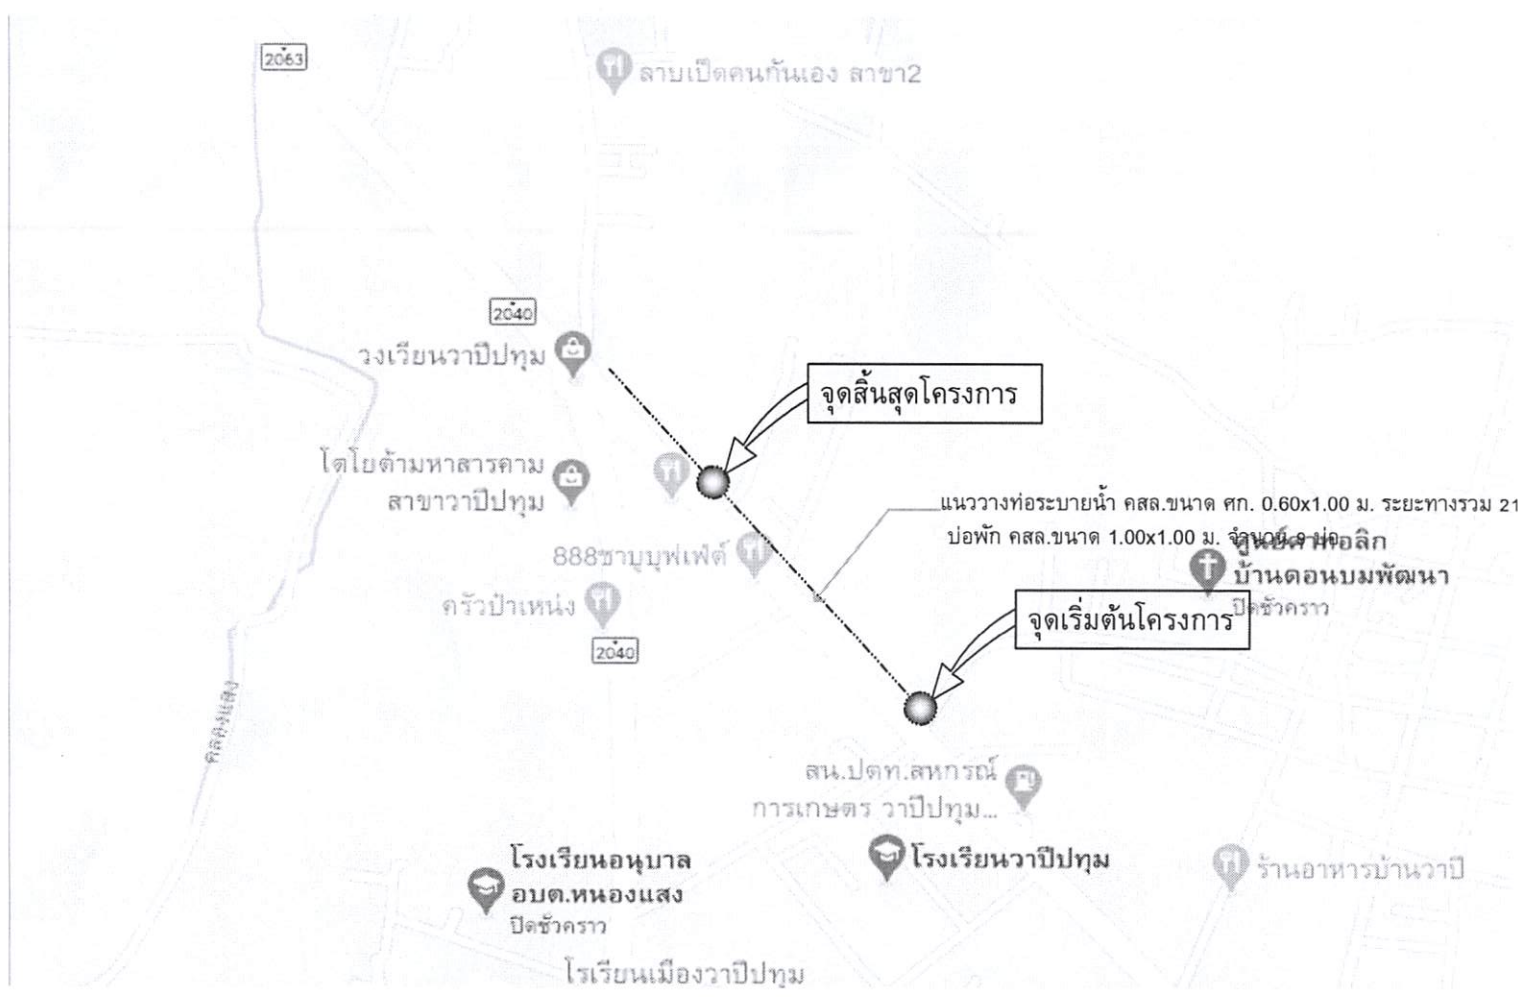 2063
ลาบเป็ดคนกันเอง สาขา2
2040
วงเวียนวาปีปทุม
จุดสิ้นสุดโครงการ
โตโยต้ามหาสารคาม
สาขาวาปีปทุม
แนววางท่อระบายน้ำ คสล.ขนาด ศก. 0.60x1.00 ม. ระยะทางรวม 21
บ่อพัก คสล.ขนาด 1.00x1.00 ม. จำนวน 9 บ่อ
888ชาบูบุฟเฟ่ต์
บ้านดอนบมพัฒนา
ปิดชั่วคราว
ครัวป้าเหน่ง
จุดเริ่มต้นโครงการ
2040
คลองแสง
สน.ปตท.สหกรณ์
การเกษตร วาปีปทุม...
โรงเรียนอนุบาล
อบต.หนองแสง
ปิดชั่วคราว
โรงเรียนวาปีปทุม
ร้านอาหารบ้านวาปี
โรเรียนเมืองวาปีปทุม